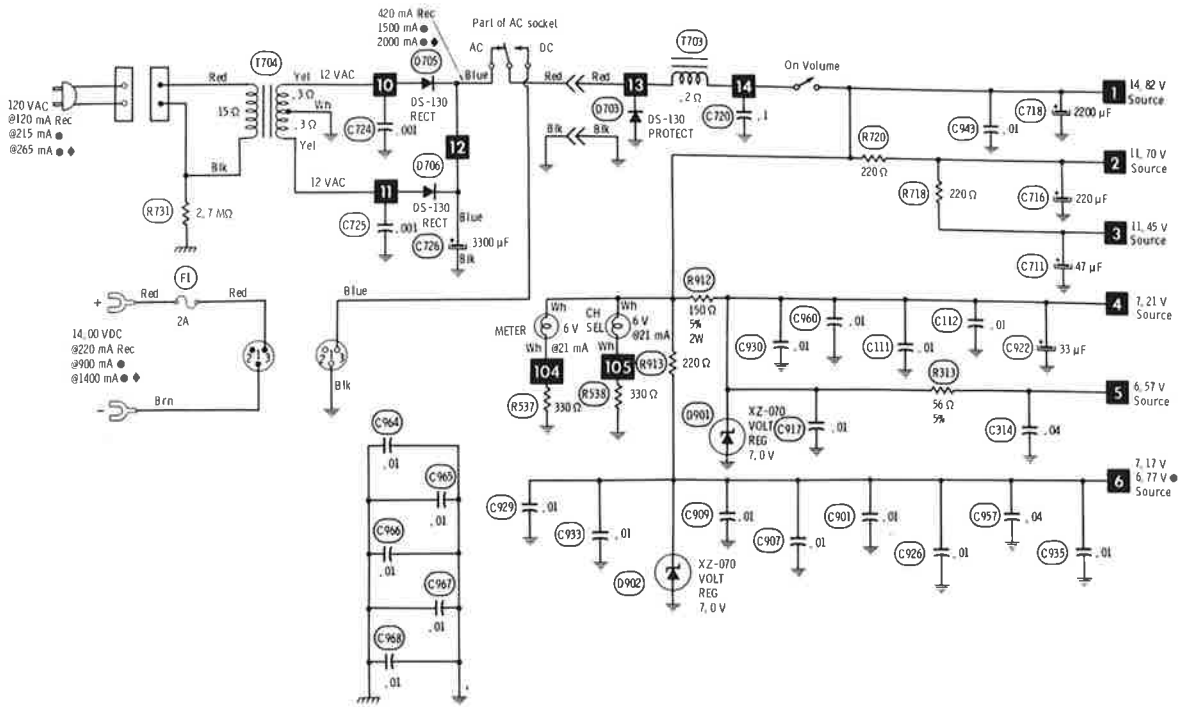 420 mA Rec
1500 mA ●
2000 mA ● ♦
Part of AC socket
AC
DC
T704
D705
T703
On Volume
Red
Yel
12 VAC
10
Blue
Red
Red
13
14
1
14, 82 V
Source
120 VAC
@120 mA Rec
@215 mA ●
@265 mA ● ♦
.15 Ω
.3 Ω
Wh
.3 Ω
Yel
DS-130
RECT
C724
.001
D703
DS-130
PROTECT
.2 Ω
C720
.1
C943
.01
C718
2200 µF
Blk
Blk
Blk
12
R720
220 Ω
2
11, 70 V
Source
D706
12 VAC
11
DS-130
RECT
R718
220 Ω
C716
220 µF
R731
2, 7 MΩ
C725
.001
Blue
C726
3300 µF
Blk
3
11, 45 V
Source
C711
47 µF
F1
+
Red
Red
2A
Blue
R912
150 Ω
5%
2W
4
7, 21 V
Source
14, 00 VDC
@220 mA Rec
@900 mA ●
@1400 mA ● ♦
2 1 3
2 1 3
Wh
METER
6 V
@21 mA
Wh
104
Wh
CH
SEL
6 V
@21 mA
Wh
105
R913
220 Ω
C930
.01
C960
.01
C111
.01
C112
.01
C922
33 µF
Blk
R537
330 Ω
R538
330 Ω
R313
56 Ω
5%
5
6, 57 V
Source
−
Brn
D901
XZ-070
VOLT
REG
7, 0 V
C917
.01
C314
.04
C964
.01
C965
.01
C966
.01
C967
.01
C968
.01
6
7, 17 V
6, 77 V ●
Source
C929
.01
C933
.01
C909
.01
C907
.01
C901
.01
C926
.01
C957
.04
C935
.01
D902
XZ-070
VOLT
REG
7, 0 V